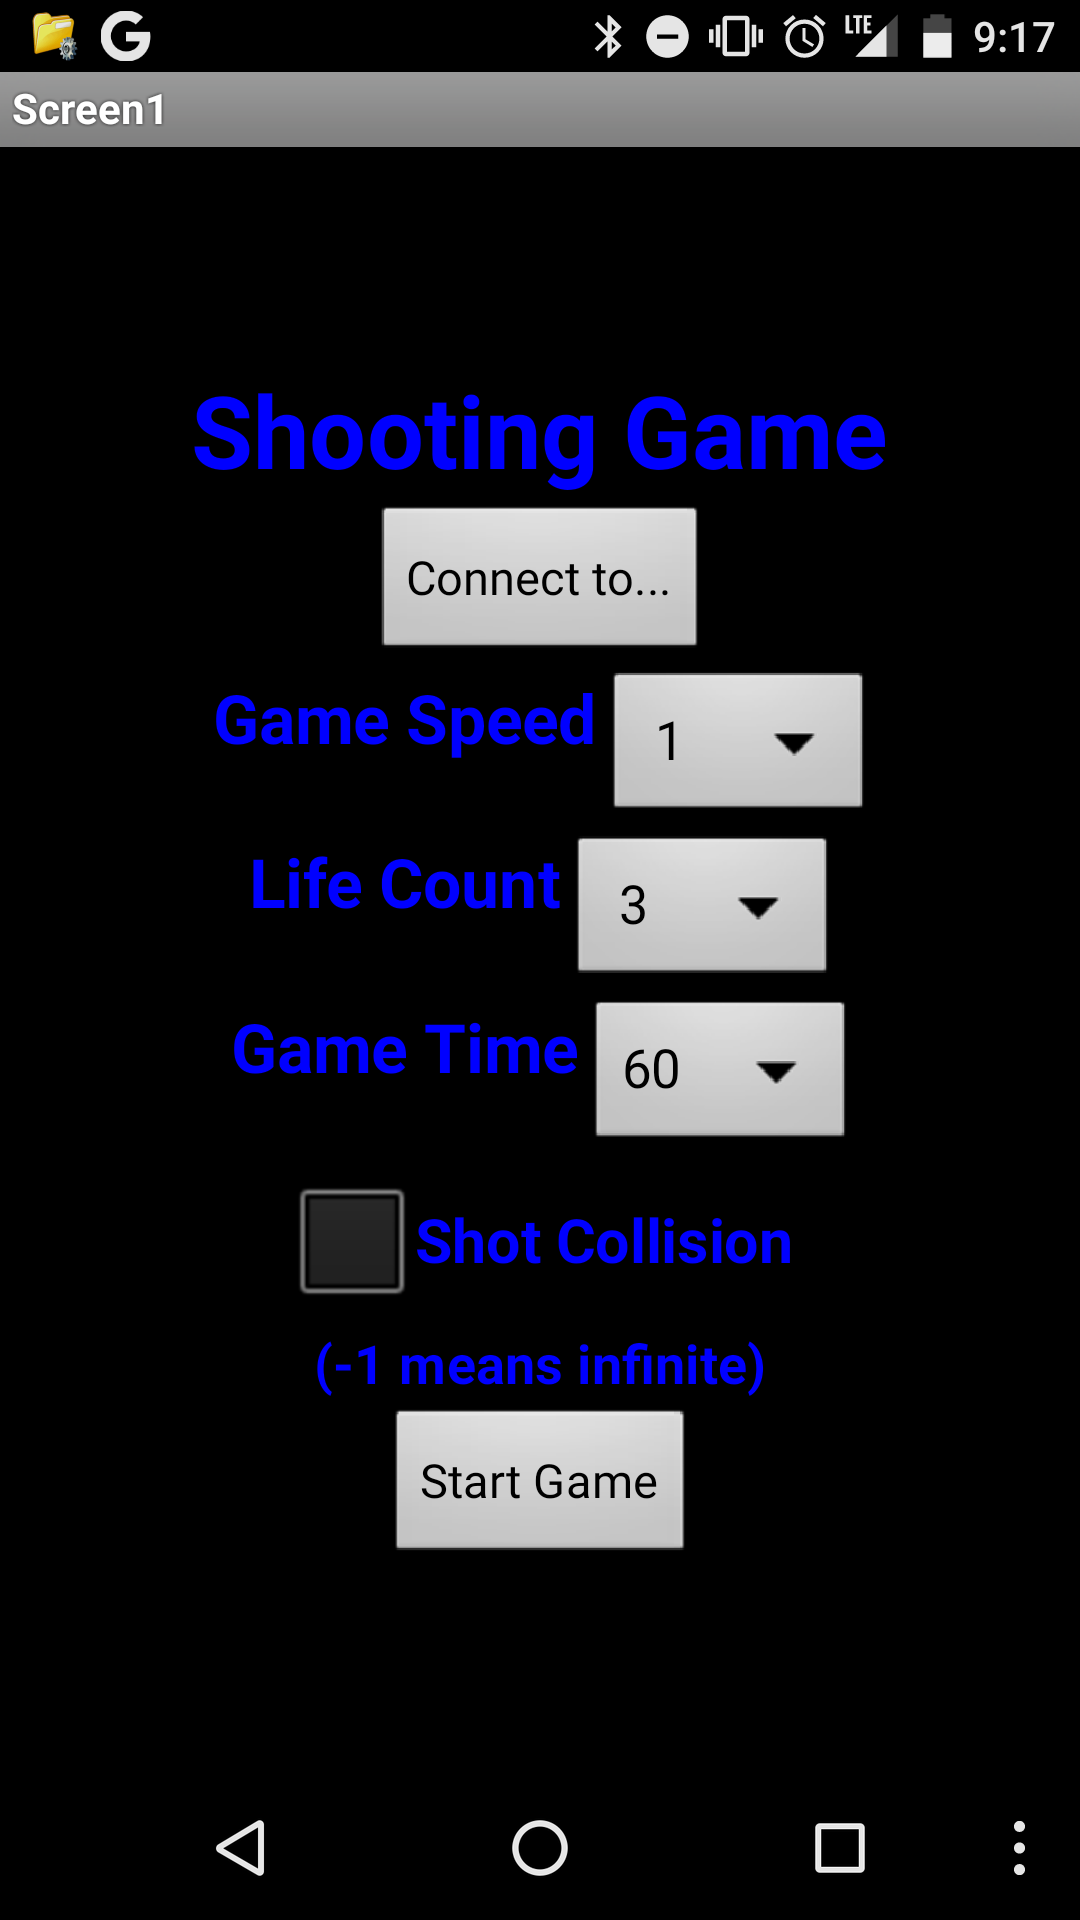 LTE 9:17
Screen1
Shooting Game
Connect to...
Game Speed 1
Life Count 3
Game Time 60
Shot Collision
(-1 means infinite)
Start Game